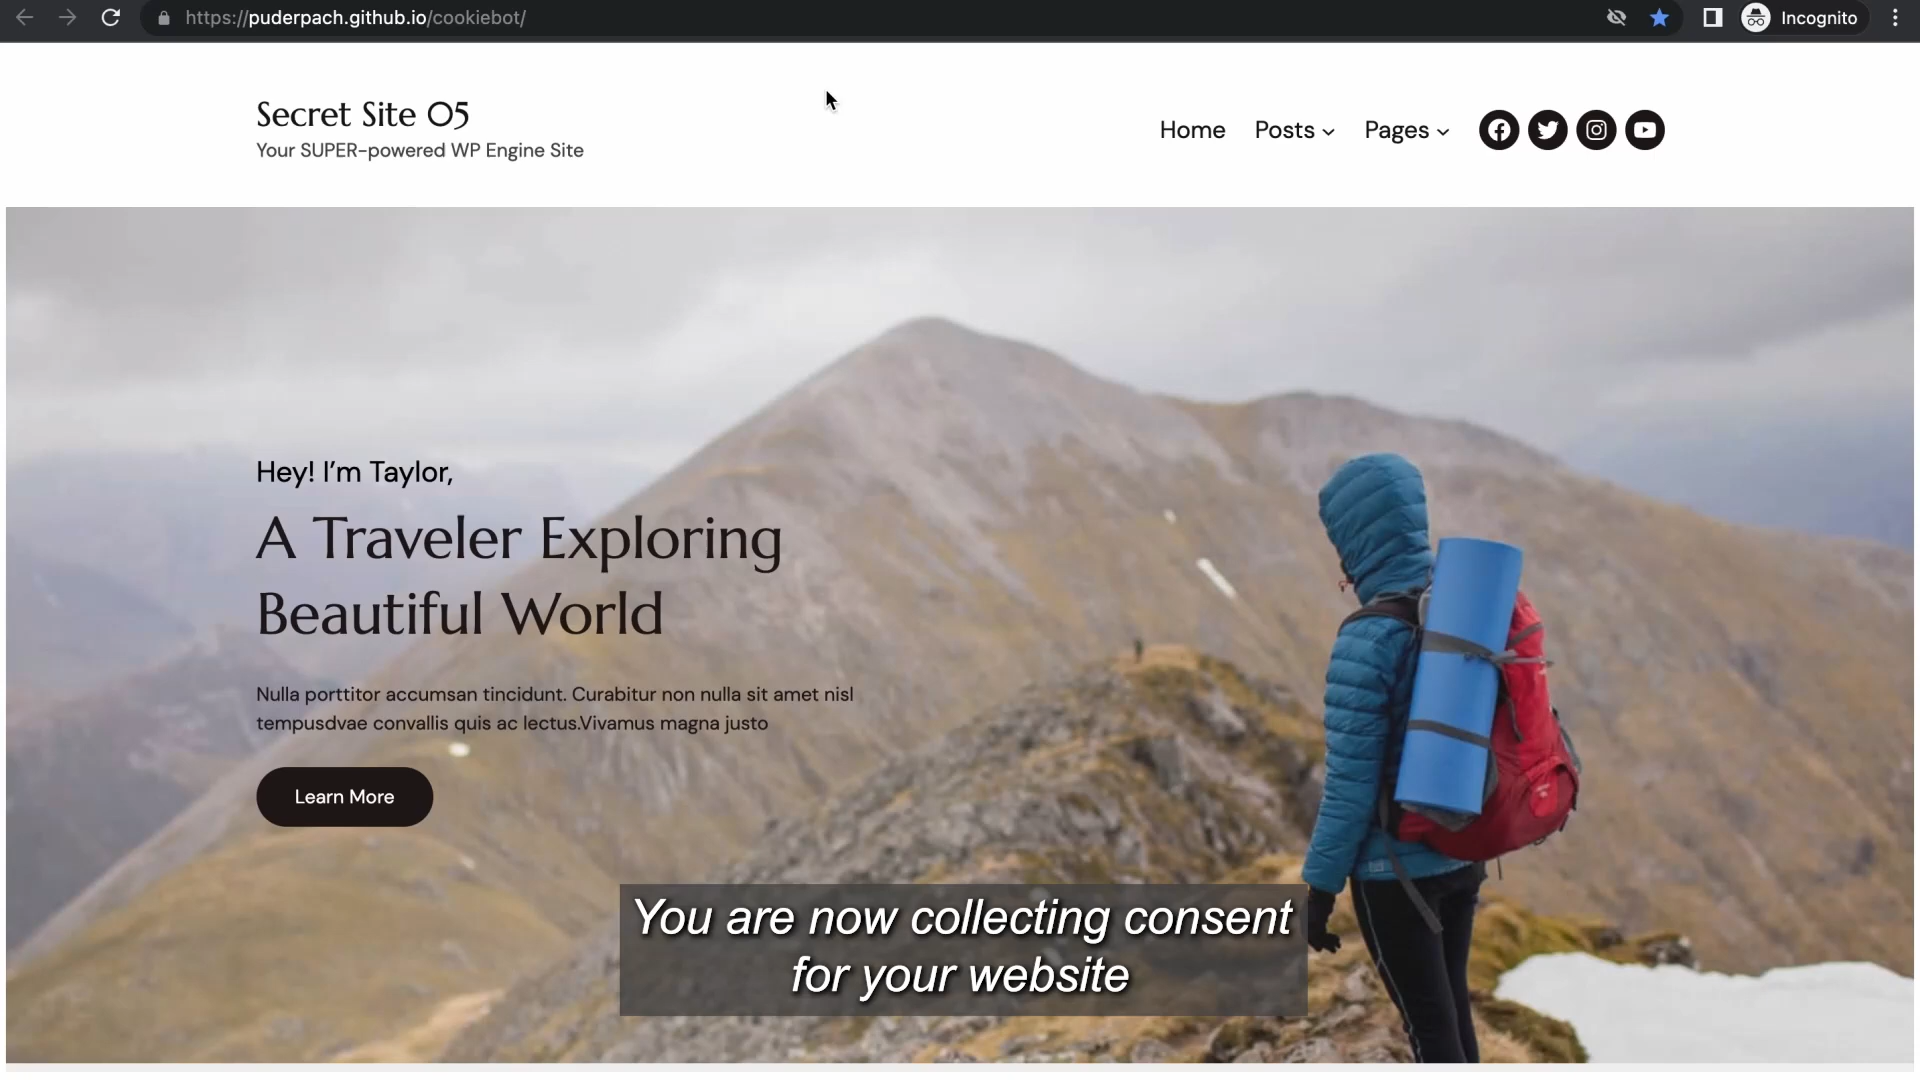 https://puderpach.github.io/cookiebot/
Incognito
Secret Site 05
Your SUPER-powered WP Engine Site
Home
Posts
Pages
Hey! I'm Taylor,
A Traveler Exploring
Beautiful World
Nulla porttitor accumsan tincidunt. Curabitur non nulla sit amet nisl
tempusdvae convallis quis ac lectus.Vivamus magna justo
Learn More
You are now collecting consent
for your website